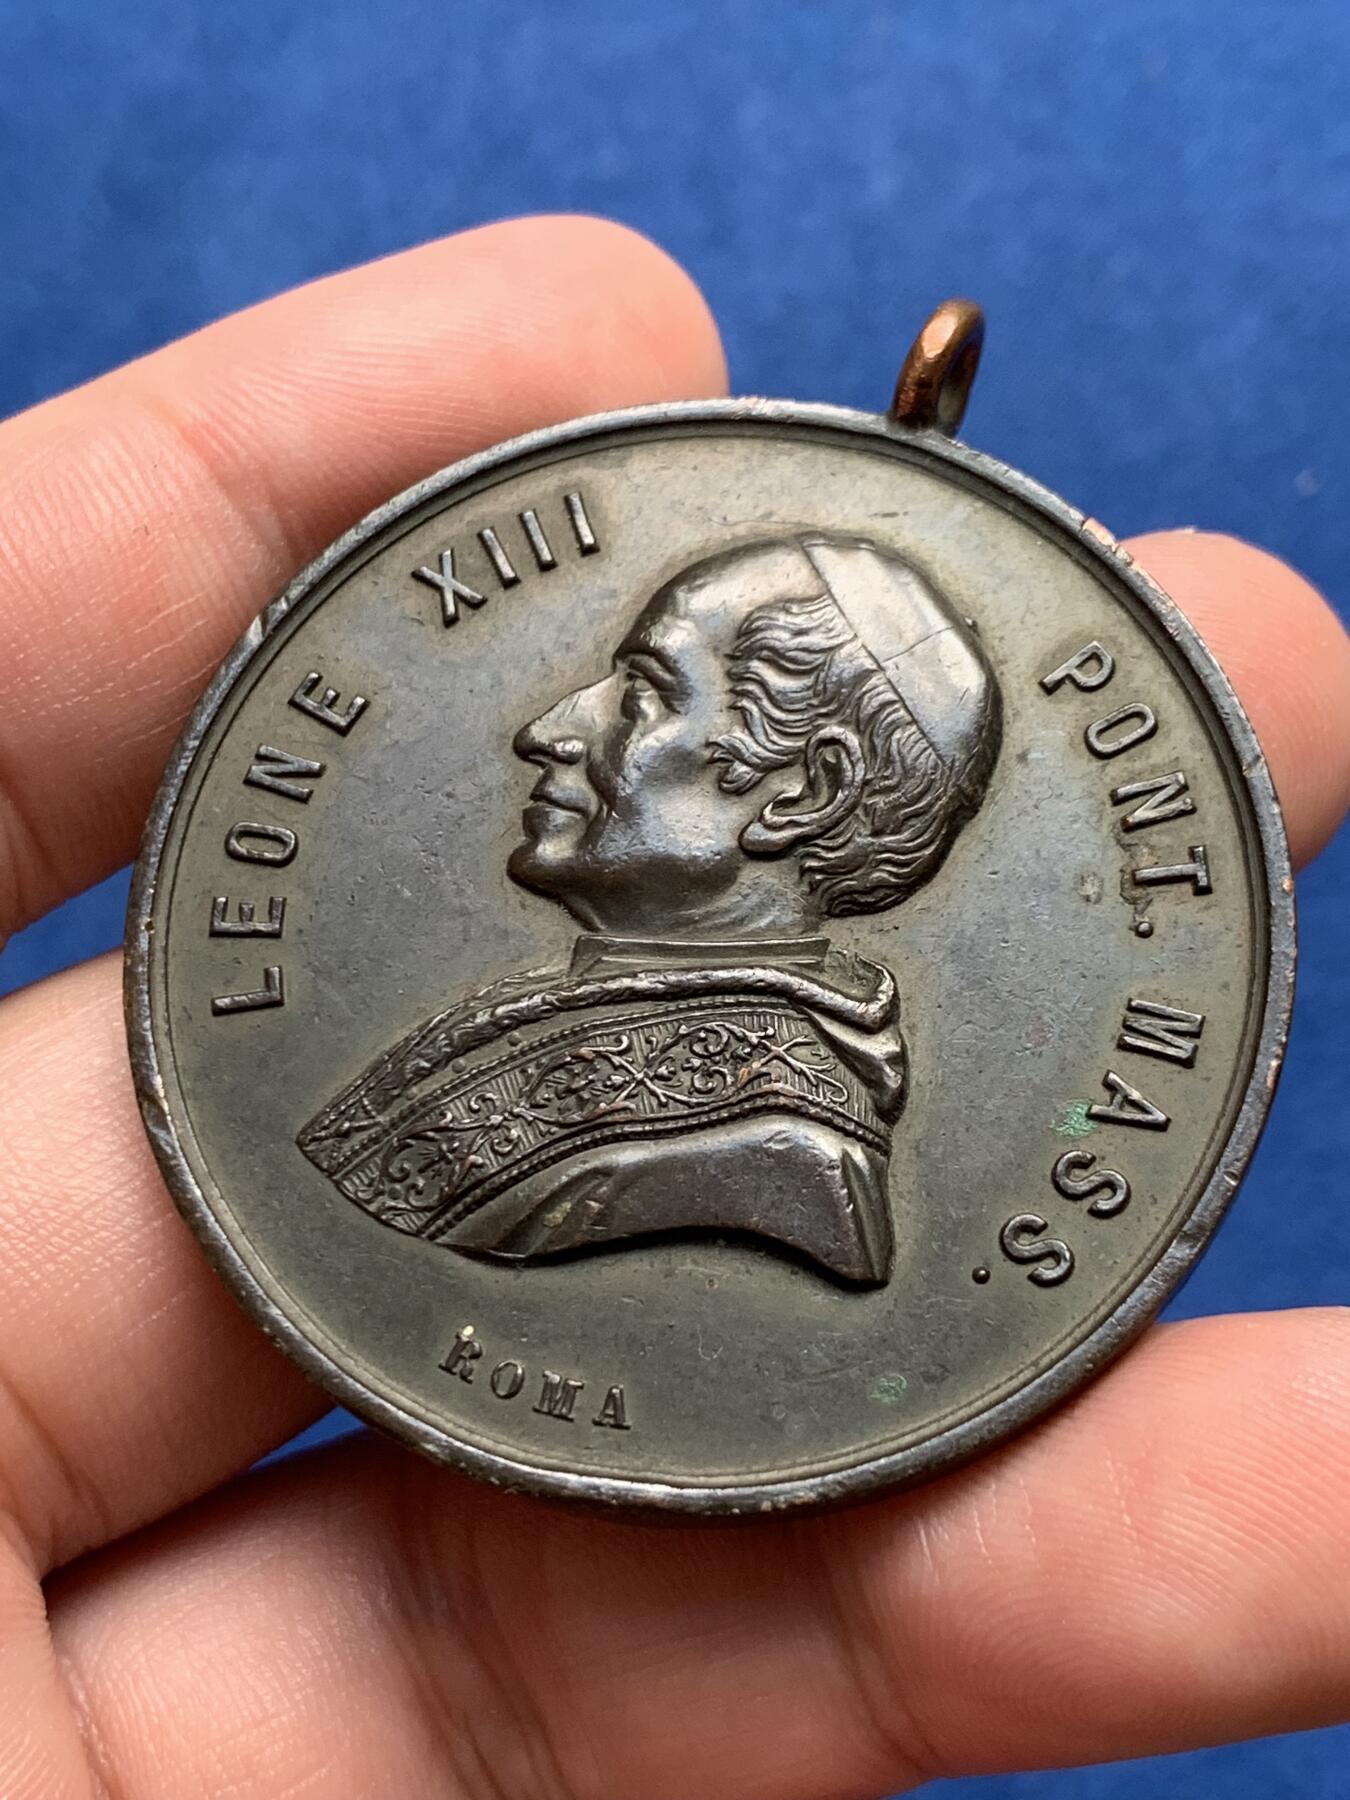 LEONE XIII PONT. MASS.
ROMA